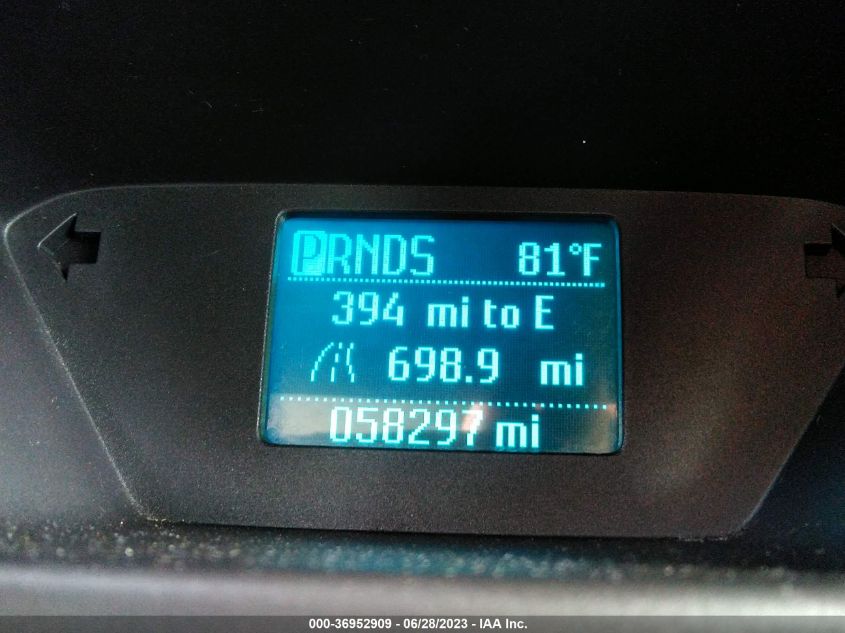 PRNDS 81°F
394 mi to E
698.9 mi
058297 mi
000-36952909 - 06/28/2023 - IAA Inc.